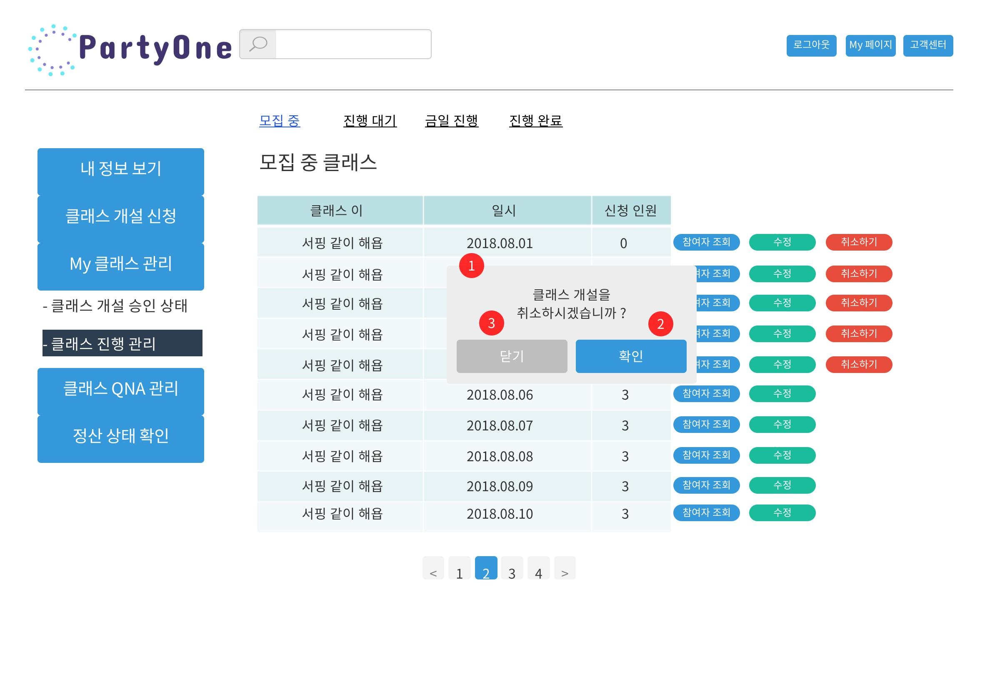 PartyOne
로그아웃 My 페이지 고객센터
모집 중 진행 대기 금일 진행 진행 완료
내 정보 보기
클래스 개설 신청
My 클래스 관리
- 클래스 개설 승인 상태
- 클래스 진행 관리
클래스 QNA 관리
정산 상태 확인
모집 중 클래스
클래스 이 일시 신청 인원
서핑 같이 해욥 2018.08.01 0 참여자 조회 수정 취소하기
서핑 같이 해욥 여자 조회 수정 취소하기
서핑 같이 해욥 여자 조회 수정 취소하기
서핑 같이 해욥 여자 조회 수정 취소하기
서핑 같이 해욥 여자 조회 수정 취소하기
서핑 같이 해욥 2018.08.06 3 참여자 조회 수정
서핑 같이 해욥 2018.08.07 3 참여자 조회 수정
서핑 같이 해욥 2018.08.08 3 참여자 조회 수정
서핑 같이 해욥 2018.08.09 3 참여자 조회 수정
서핑 같이 해욥 2018.08.10 3 참여자 조회 수정
1
클래스 개설을
취소하시겠습니까 ?
3 2
닫기 확인
< 1 2 3 4 >